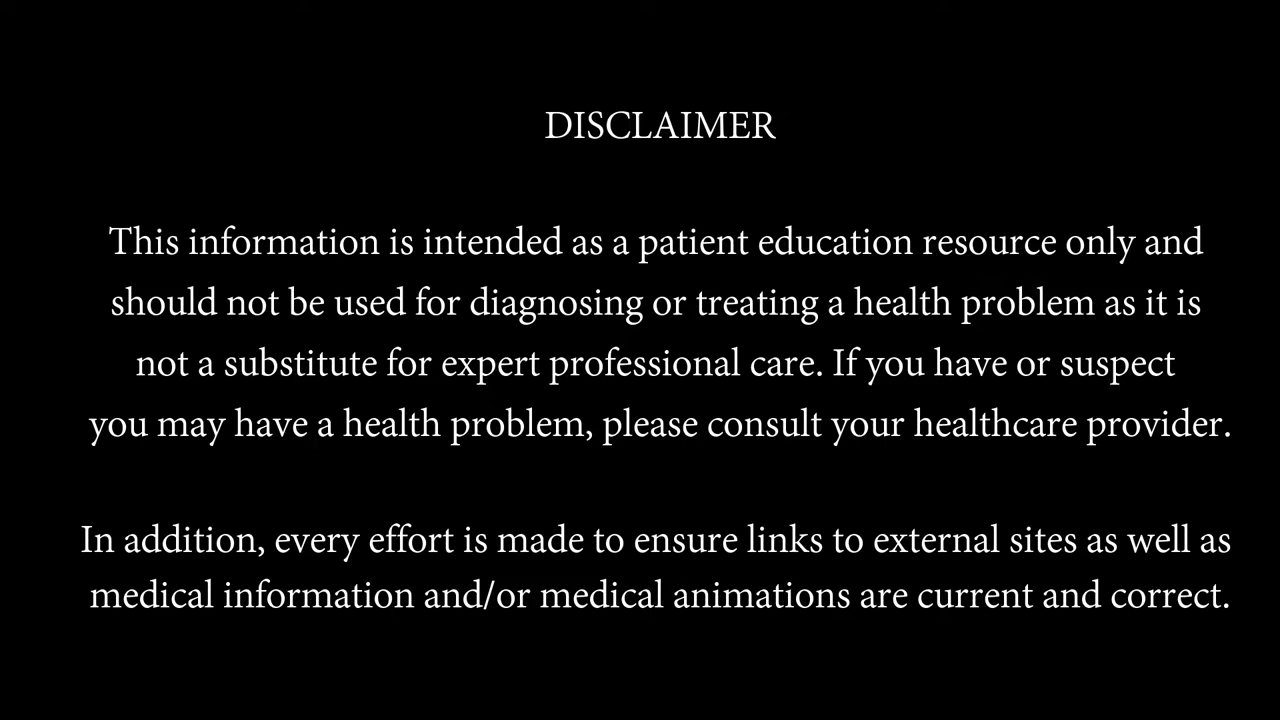 DISCLAIMER
This information is intended as a patient education resource only and
should not be used for diagnosing or treating a health problem as it is
not a substitute for expert professional care. If you have or suspect
you may have a health problem, please consult your healthcare provider.
In addition, every effort is made to ensure links to external sites as well as
medical information and/or medical animations are current and correct.